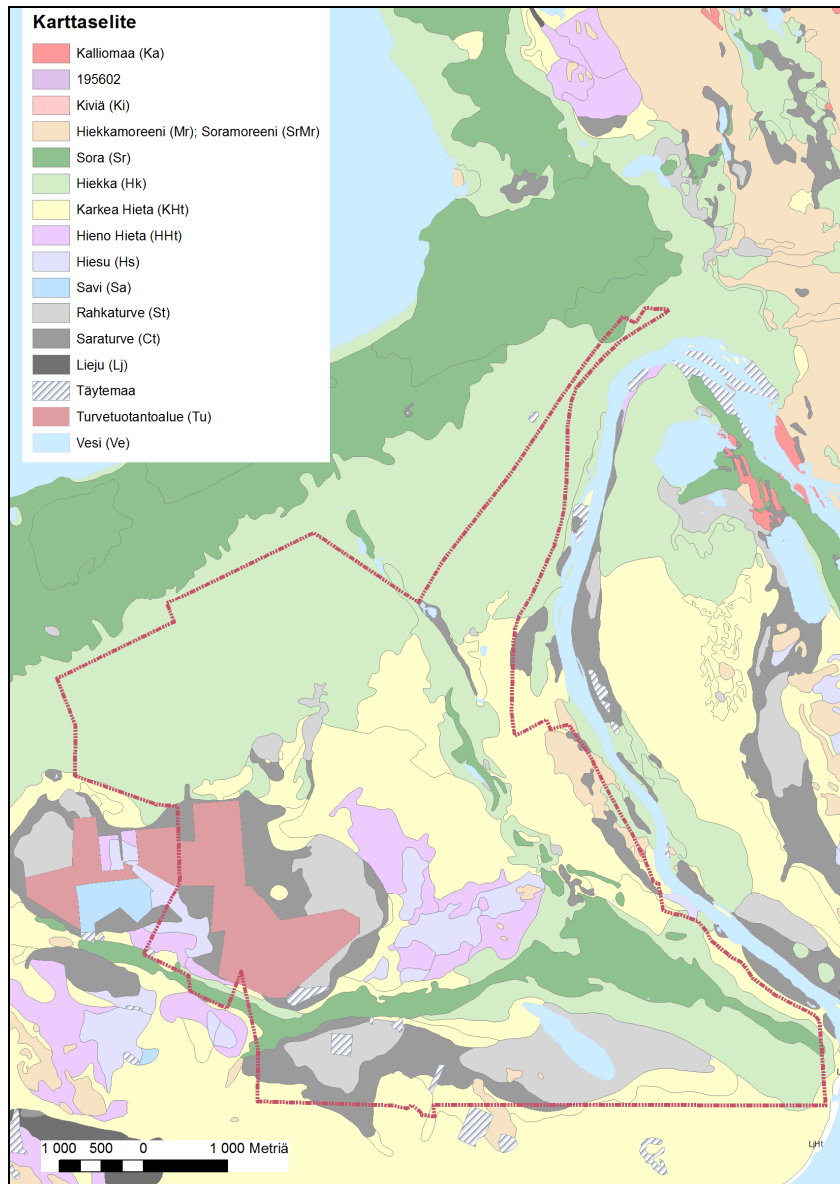 Karttaselite
Kalliomaa (Ka)
195602
Kiviä (Ki)
Hiekkamoreeni (Mr); Soramoreeni (SrMr)
Sora (Sr)
Hiekka (Hk)
Karkea Hieta (KHt)
Hieno Hieta (HHt)
Hiesu (Hs)
Savi (Sa)
Rahkaturve (St)
Saraturve (Ct)
Lieju (Lj)
Täytemaa
Turvetuotantoalue (Tu)
Vesi (Ve)
LjHt
1 000 500 0 1 000 Metriä